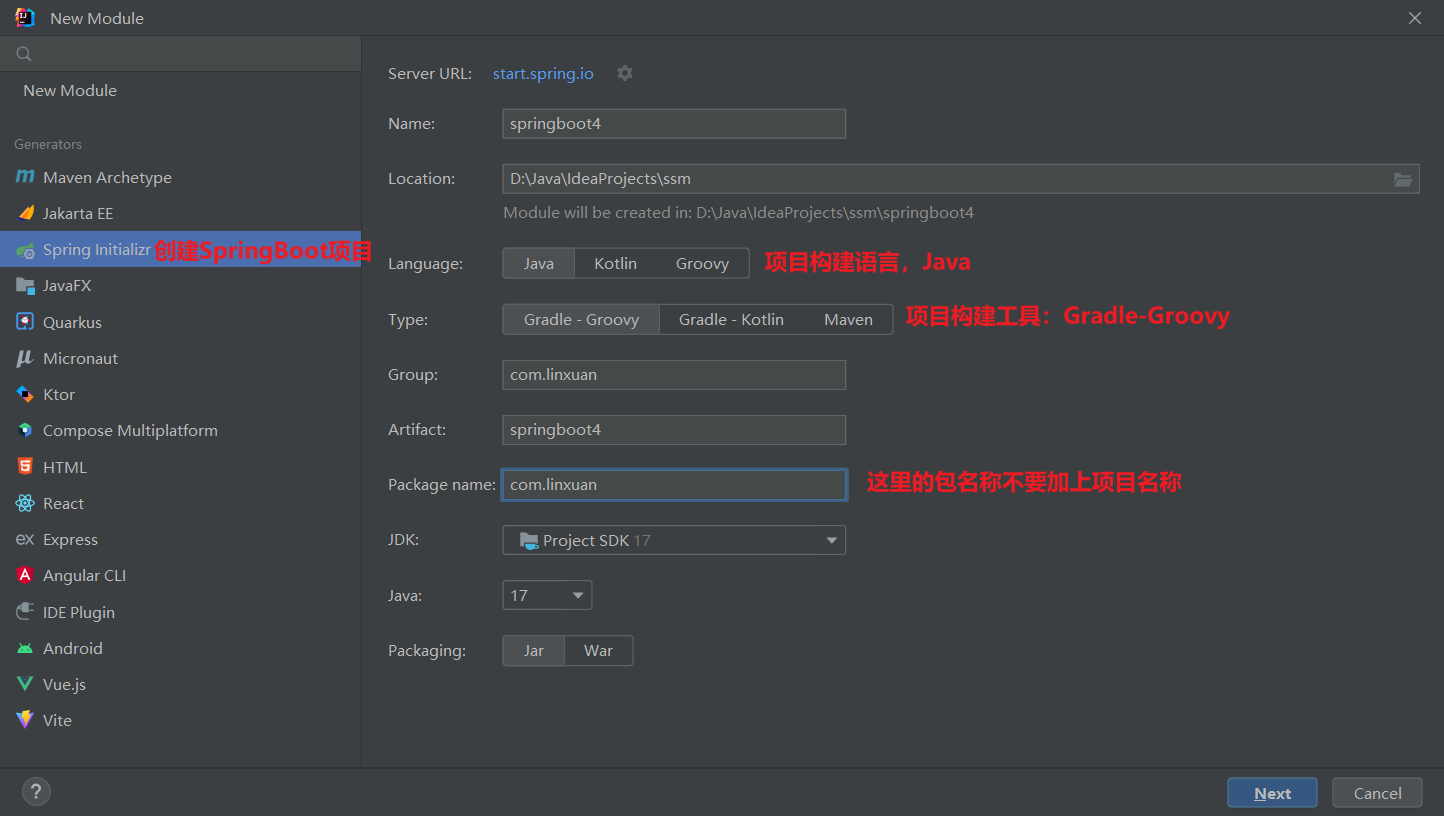 New Module
New Module
Generators
Maven Archetype
Jakarta EE
Spring Initializr 创建SpringBoot项目
JavaFX
Quarkus
Micronaut
Ktor
Compose Multiplatform
HTML
React
Express
Angular CLI
IDE Plugin
Android
Vue.js
Vite
Server URL: start.spring.io
Name: springboot4
Location: D:\Java\IdeaProjects\ssm
Module will be created in: D:\Java\IdeaProjects\ssm\springboot4
Language: Java Kotlin Groovy 项目构建语言，Java
Type: Gradle - Groovy Gradle - Kotlin Maven 项目构建工具：Gradle-Groovy
Group: com.linxuan
Artifact: springboot4
Package name: com.linxuan 这里的包名称不要加上项目名称
JDK: Project SDK 17
Java: 17
Packaging: Jar War
? Next Cancel